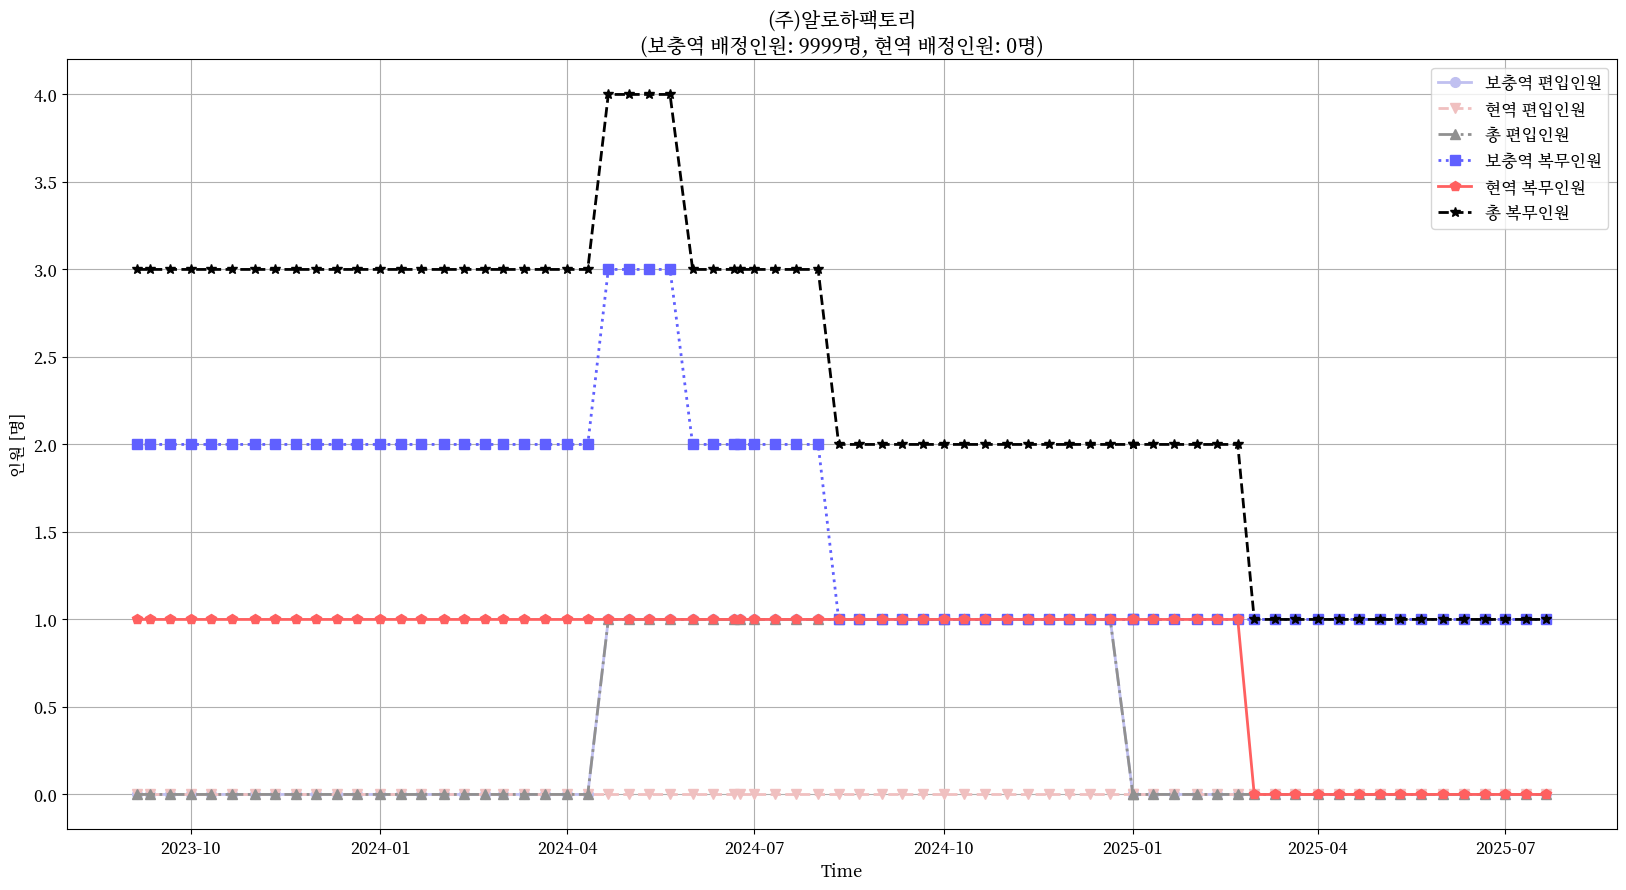 (주)알로하팩토리
(보충역 배정인원: 9999명, 현역 배정인원: 0명)
보충역 편입인원
현역 편입인원
총 편입인원
보충역 복무인원
현역 복무인원
총 복무인원
인원 [명]
4.0
3.5
3.0
2.5
2.0
1.5
1.0
0.5
0.0
2023-10
2024-01
2024-04
2024-07
2024-10
2025-01
2025-04
2025-07
Time